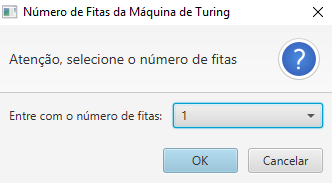 Número de Fitas da Máquina de Turing
Atenção, selecione o número de fitas
Entre com o número de fitas: 1
OK Cancelar